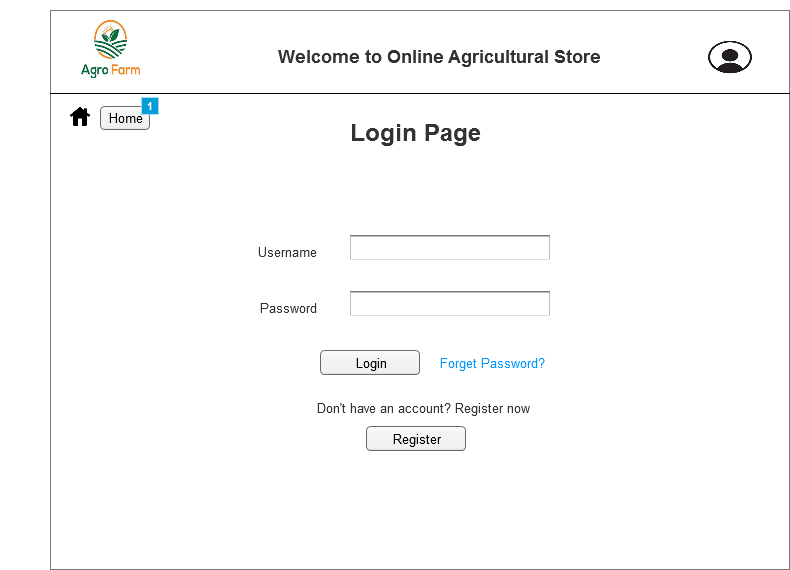 Agro Farm
Welcome to Online Agricultural Store
Home
1
Login Page
Username
Password
Login Forget Password?
Don't have an account? Register now
Register